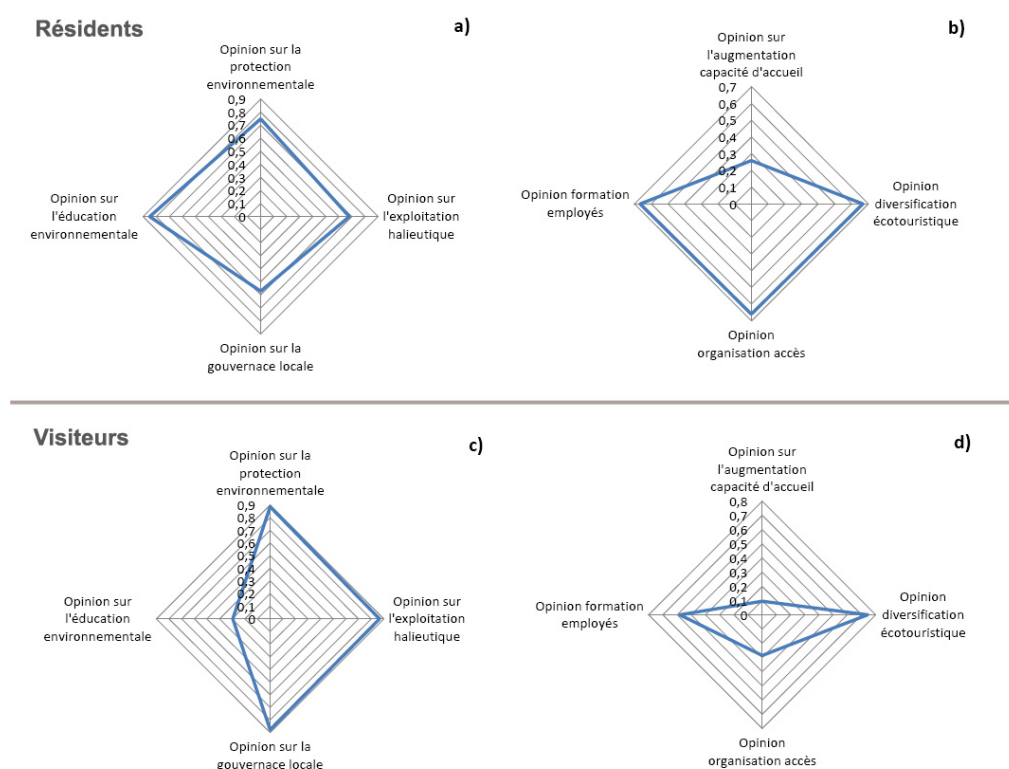 Résidents
a)
Opinion sur la
protection
environnementale
0,9
0,8
0,7
0,6
0,5
0,4
0,3
0,2
0,1
0
Opinion sur
l'éducation
environnementale
Opinion sur
l'exploitation
halieutique
Opinion sur la
gouvernace locale
b)
Opinion sur
l'augmentation
capacité d'accueil
0,7
0,6
0,5
0,4
0,3
0,2
0,1
0
Opinion formation
employés
Opinion
diversification
écotouristique
Opinion
organisation accès
Visiteurs
c)
Opinion sur la
protection
environnementale
0,9
0,8
0,7
0,6
0,5
0,4
0,3
0,2
0,1
0
Opinion sur
l'éducation
environnementale
Opinion sur
l'exploitation
halieutique
Opinion sur la
gouvernace locale
d)
Opinion sur
l'augmentation
capacité d'accueil
0,8
0,7
0,6
0,5
0,4
0,3
0,2
0,1
0
Opinion formation
employés
Opinion
diversification
écotouristique
Opinion
organisation accès